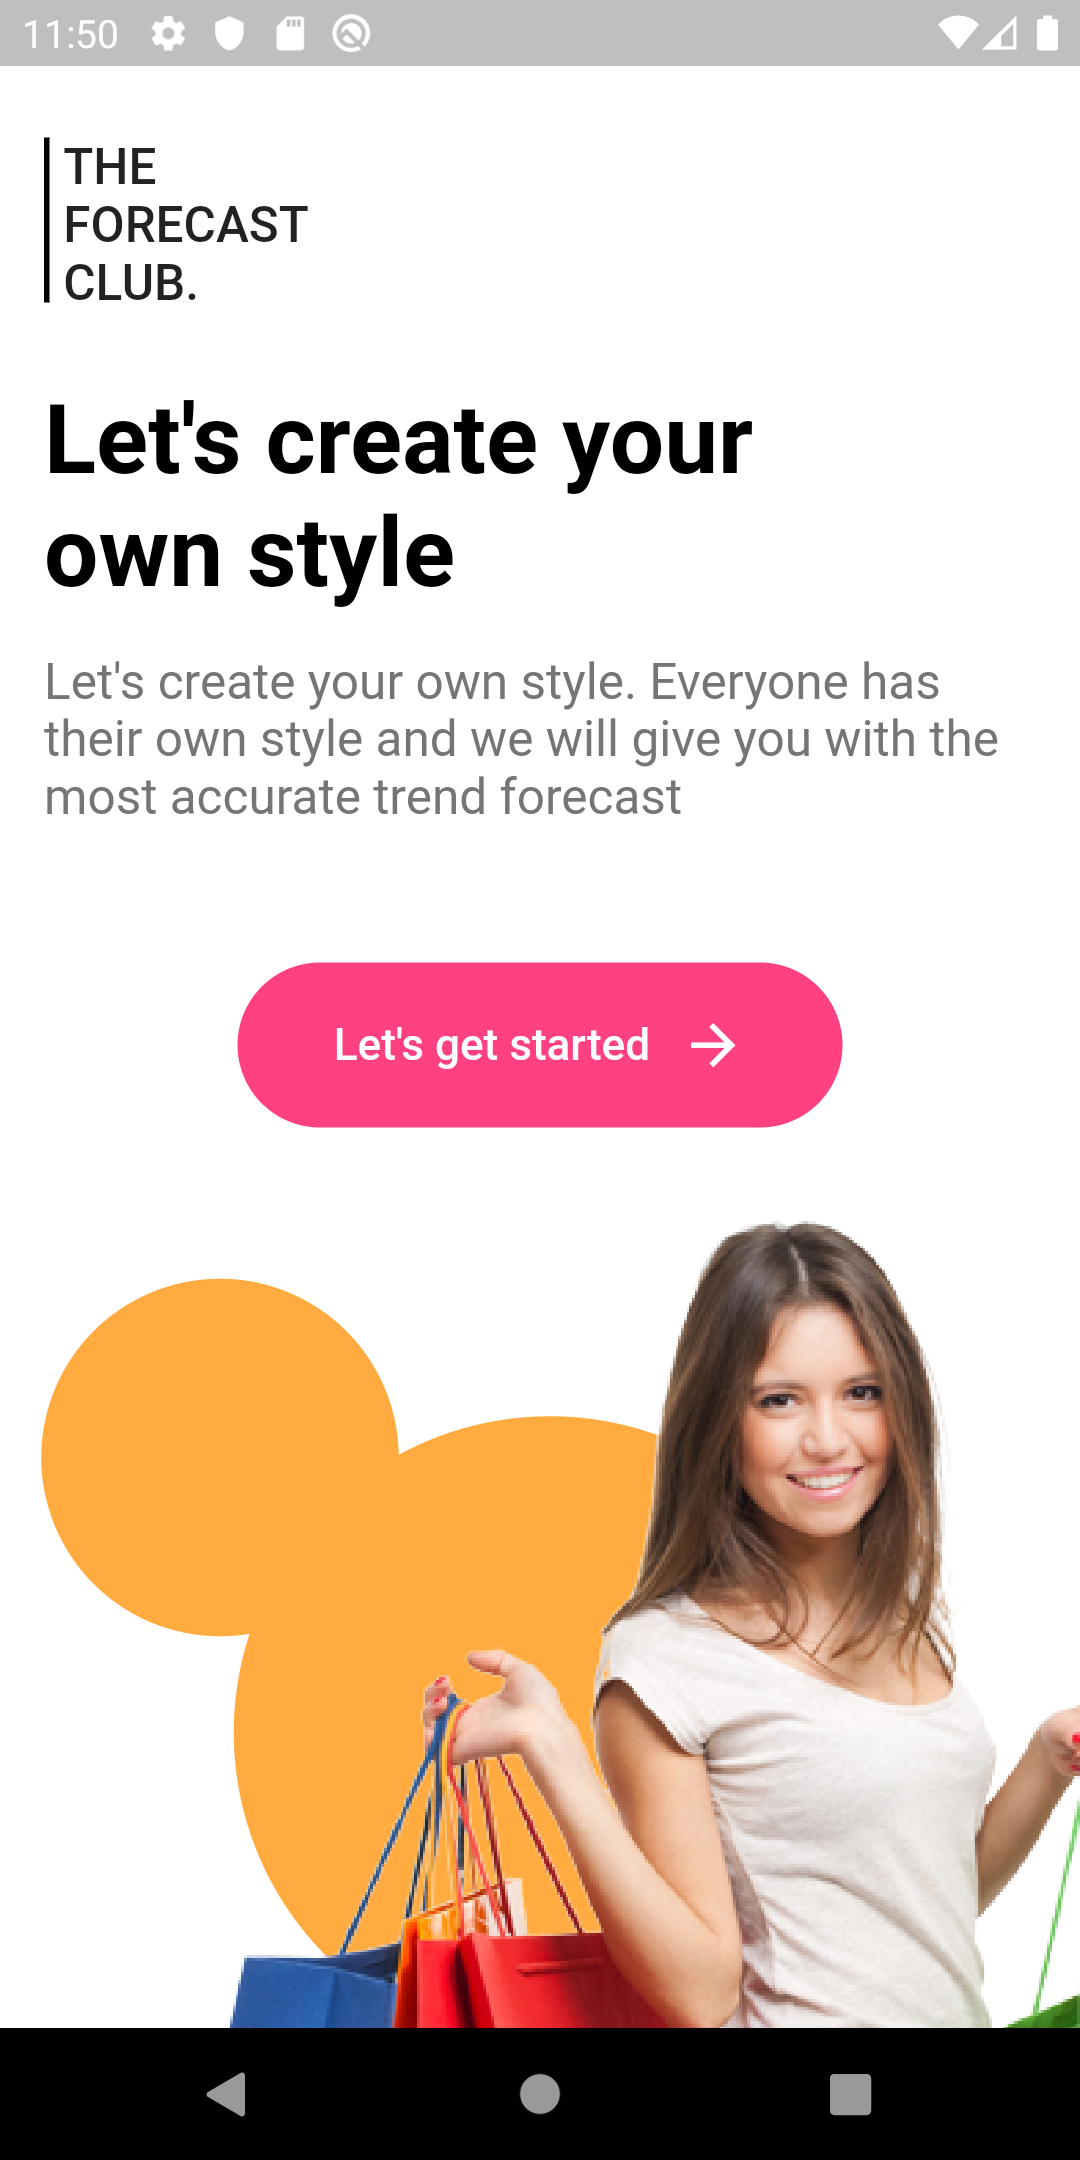 11:50
THE
FORECAST
CLUB.
Let's create your
own style
Let's create your own style. Everyone has
their own style and we will give you with the
most accurate trend forecast
Let's get started